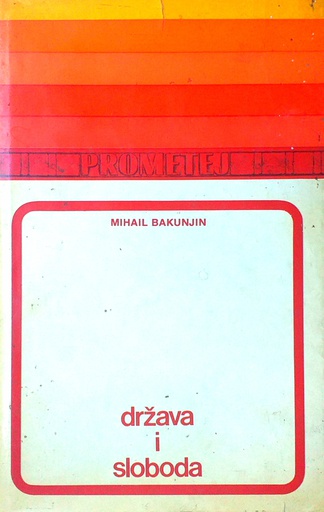 PROMETEJ
MIHAIL BAKUNJIN
država
i
sloboda